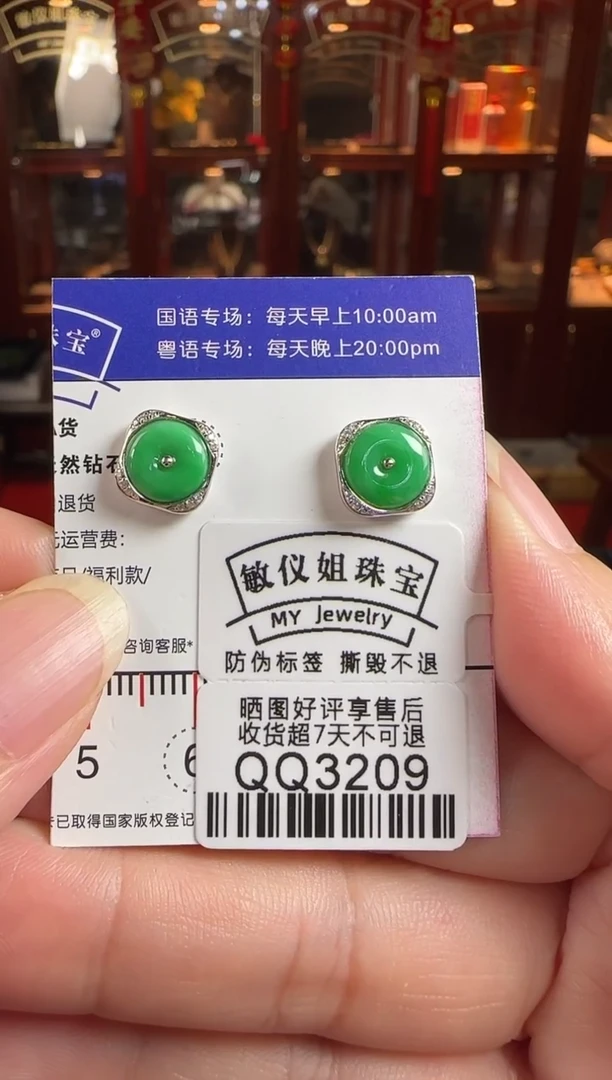 国语专场：每天早上10:00am
粤语专场：每天晚上20:00pm
宝®
货
然钻不
退货
运营费：
福利款/
咨询客服*
敏仪姐珠宝
MY Jewelry
防伪标签 撕毁不退
晒图好评享售后
收货超7天不可退
QQ3209
5 6
已取得国家版权登记